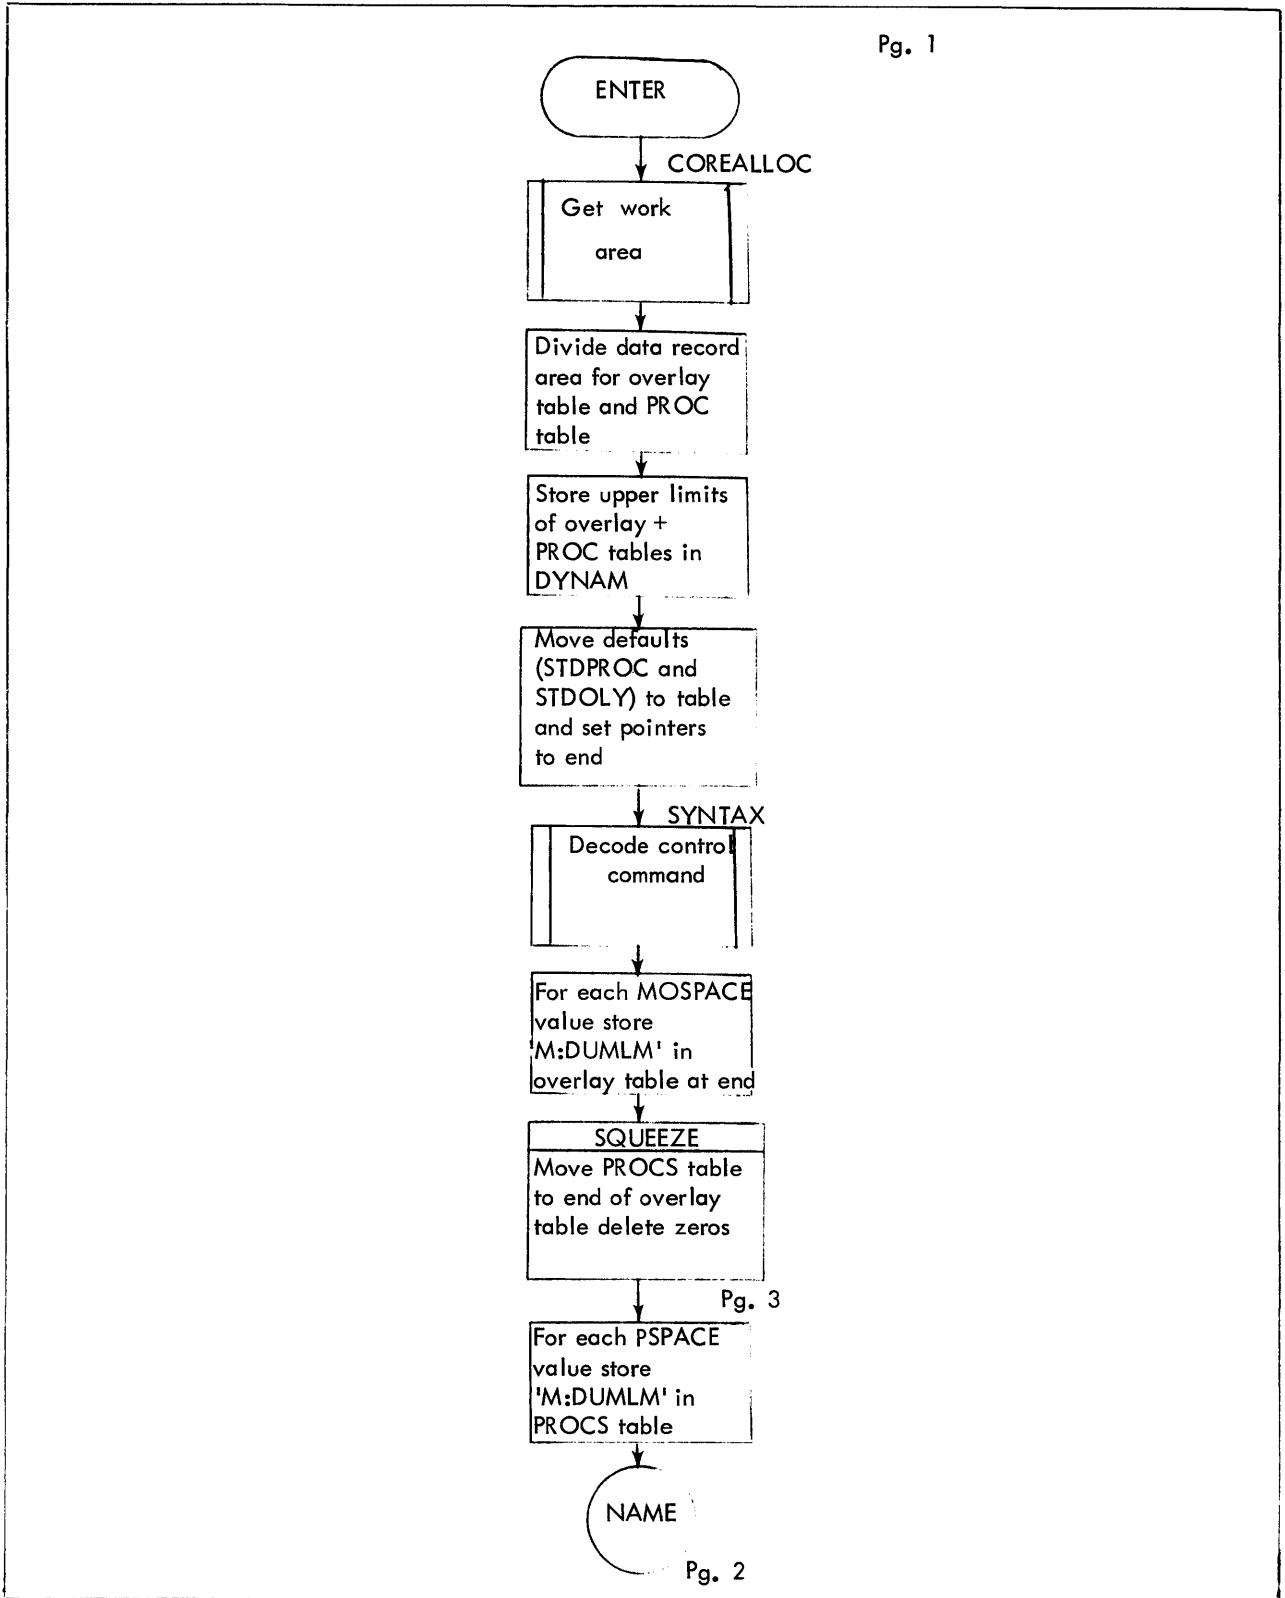 Pg. 1
ENTER
COREALLOC
Get work
area
Divide data record
area for overlay
table and PROC
table
Store upper limits
of overlay +
PROC tables in
DYNAM
Move defaults
(STDPROC and
STDOLY) to table
and set pointers
to end
SYNTAX
Decode control
command
For each MOSPACE
value store
'M:DUMLM' in
overlay table at end
SQUEEZE
Move PROCS table
to end of overlay
table delete zeros
Pg. 3
For each PSPACE
value store
'M:DUMLM' in
PROCS table
NAME
Pg. 2